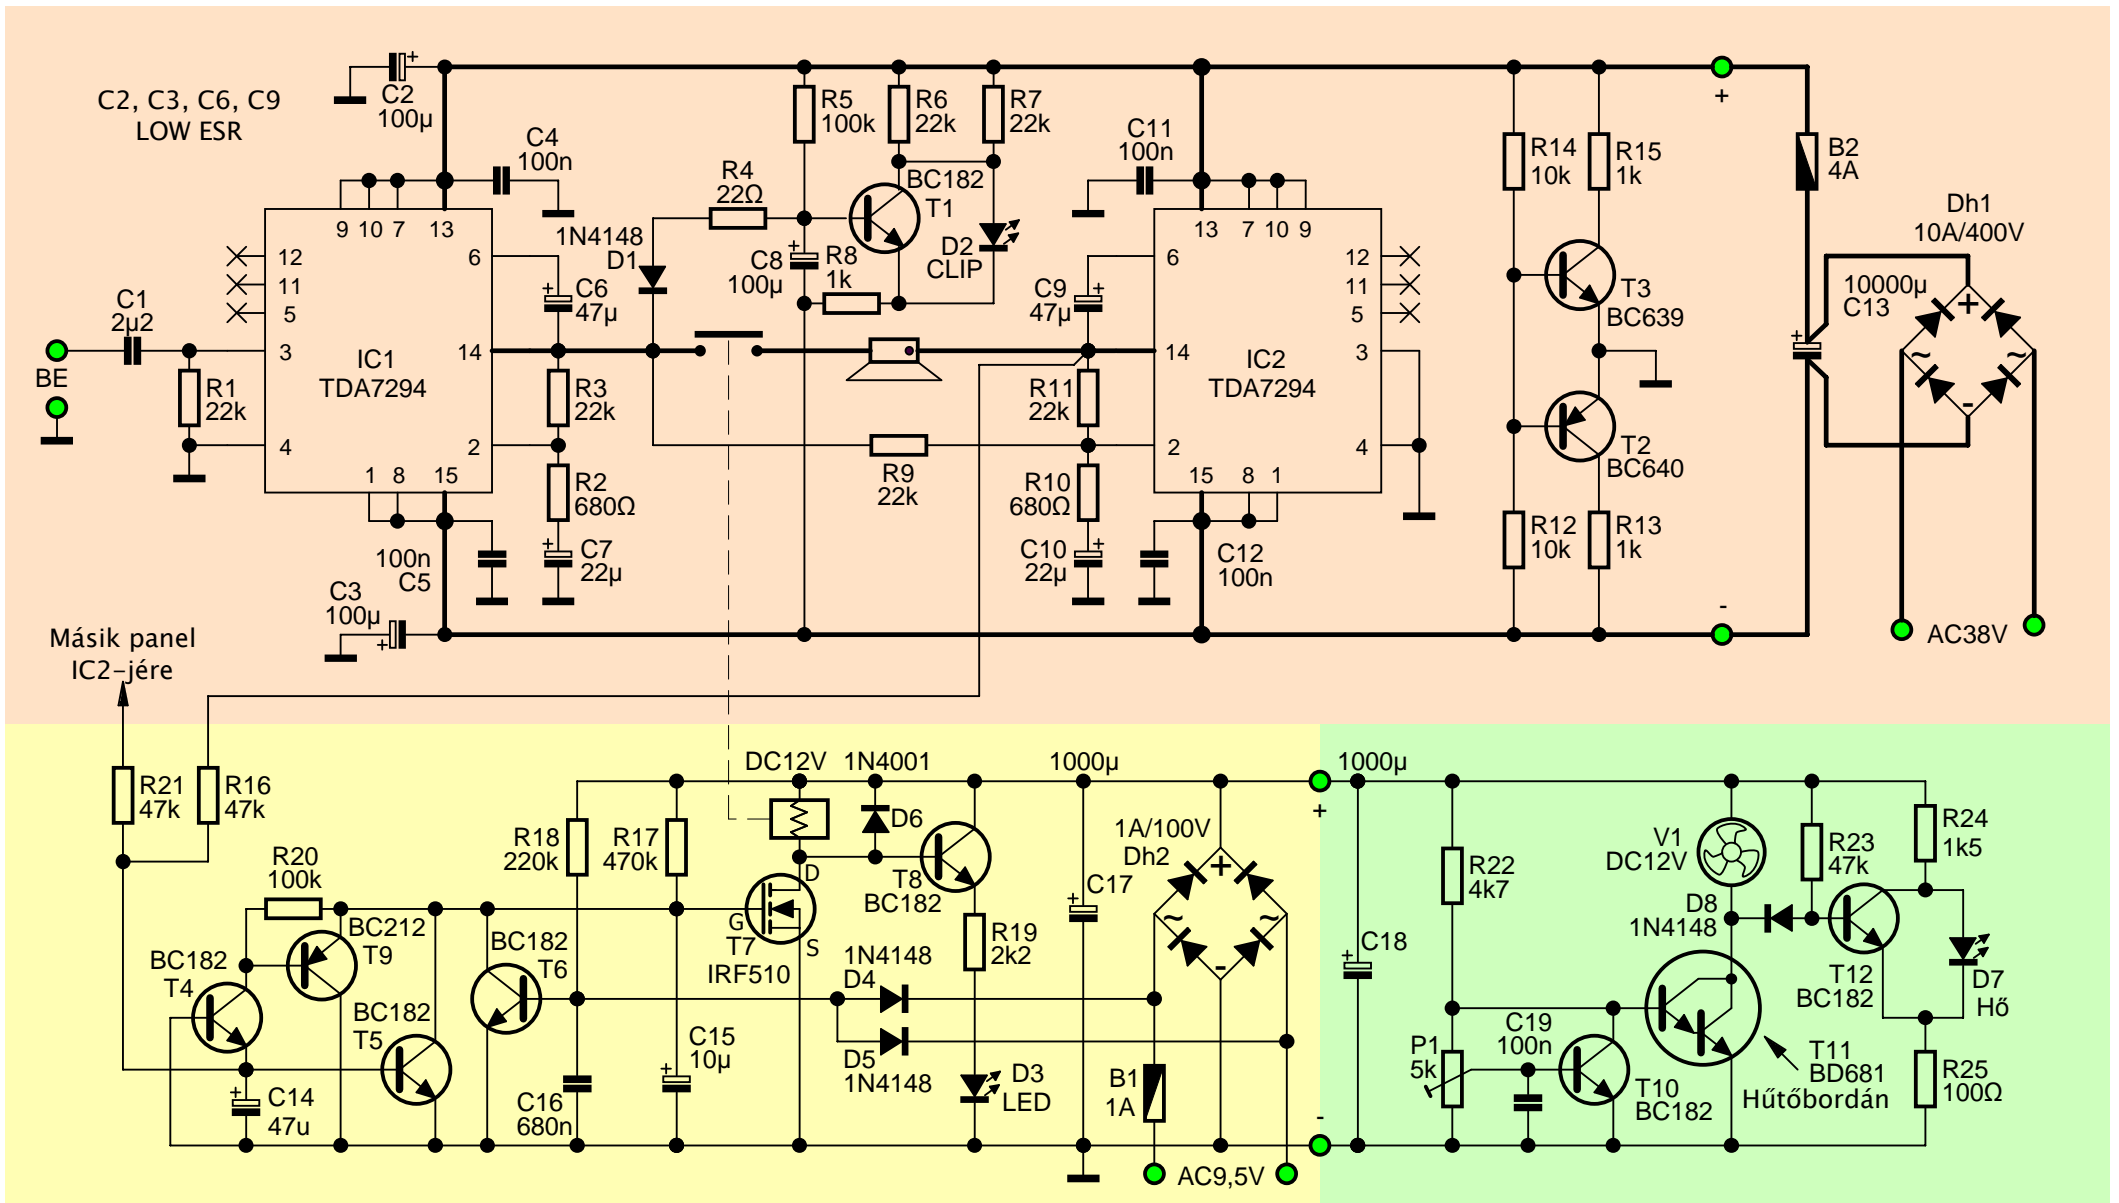 C2, C3, C6, C9
LOW ESR
+
C2
100µ
C4
100n
9 10 7 13
12
11
5
3
4
6
14
2
1 8 15
IC1
TDA7294
C1
2µ2
BE
R1
22k
1N4148
D1
R4
22Ω
R5
100k
R6
22k
R7
22k
BC182
T1
+
C8
100µ
R8
1k
D2
CLIP
+
C6
47µ
R3
22k
R2
680Ω
+
C7
22µ
100n
C5
C3
100µ
+
R9
22k
C11
100n
13 7 10 9
6
14
2
15 8 1
12
11
5
3
4
IC2
TDA7294
+
C9
47µ
R11
22k
R10
680Ω
+
C10
22µ
C12
100n
R14
10k
R15
1k
T3
BC639
T2
BC640
R12
10k
R13
1k
+
-
B2
4A
Dh1
10A/400V
10000µ
C13
+
+
~
~
-
AC38V
Másik panel
IC2-jére
R21
47k
R16
47k
R20
100k
BC212
T9
BC182
T4
BC182
T5
BC182
T6
+
C14
47u
R18
220k
R17
470k
DC12V
1N4001
D6
D
G
S
T7
IRF510
T8
BC182
R19
2k2
1N4148
D4
D5
1N4148
C16
680n
C15
10µ
+
D3
LED
1000µ
+
C17
1A/100V
Dh2
+
~
~
-
B1
1A
AC9,5V
+
-
1000µ
+
C18
R22
4k7
P1
5k
C19
100n
T10
BC182
V1
DC12V
D8
1N4148
R23
47k
R24
1k5
T12
BC182
D7
Hő
T11
BD681
Hűtőbordán
R25
100Ω